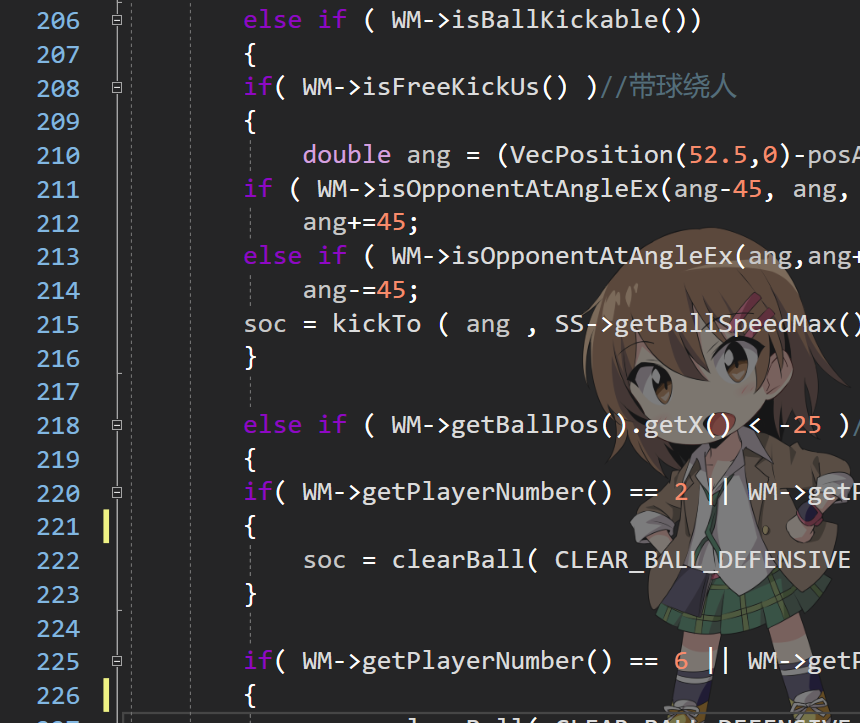 206 else if ( WM->isBallKickable())
207 {
208 if( WM->isFreeKickUs() )//带球绕人
209 {
210 double ang = (VecPosition(52.5,0)-posA
211 if ( WM->isOpponentAtAngleEx(ang-45, ang,
212 ang+=45;
213 else if ( WM->isOpponentAtAngleEx(ang,ang+
214 ang-=45;
215 soc = kickTo ( ang , SS->getBallSpeedMax()
216 }
217
218 else if ( WM->getBallPos().getX() < -25 )/
219 {
220 if( WM->getPlayerNumber() == 2 || WM->getP
221 {
222 soc = clearBall( CLEAR_BALL_DEFENSIVE
223 }
224
225 if( WM->getPlayerNumber() == 6 || WM->getP
226 {